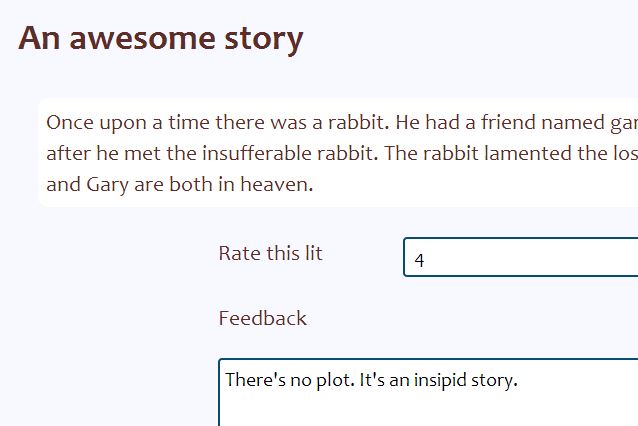 An awesome story
Once upon a time there was a rabbit. He had a friend named gar
after he met the insufferable rabbit. The rabbit lamented the los
and Gary are both in heaven.
Rate this lit
4
Feedback
There's no plot. It's an insipid story.